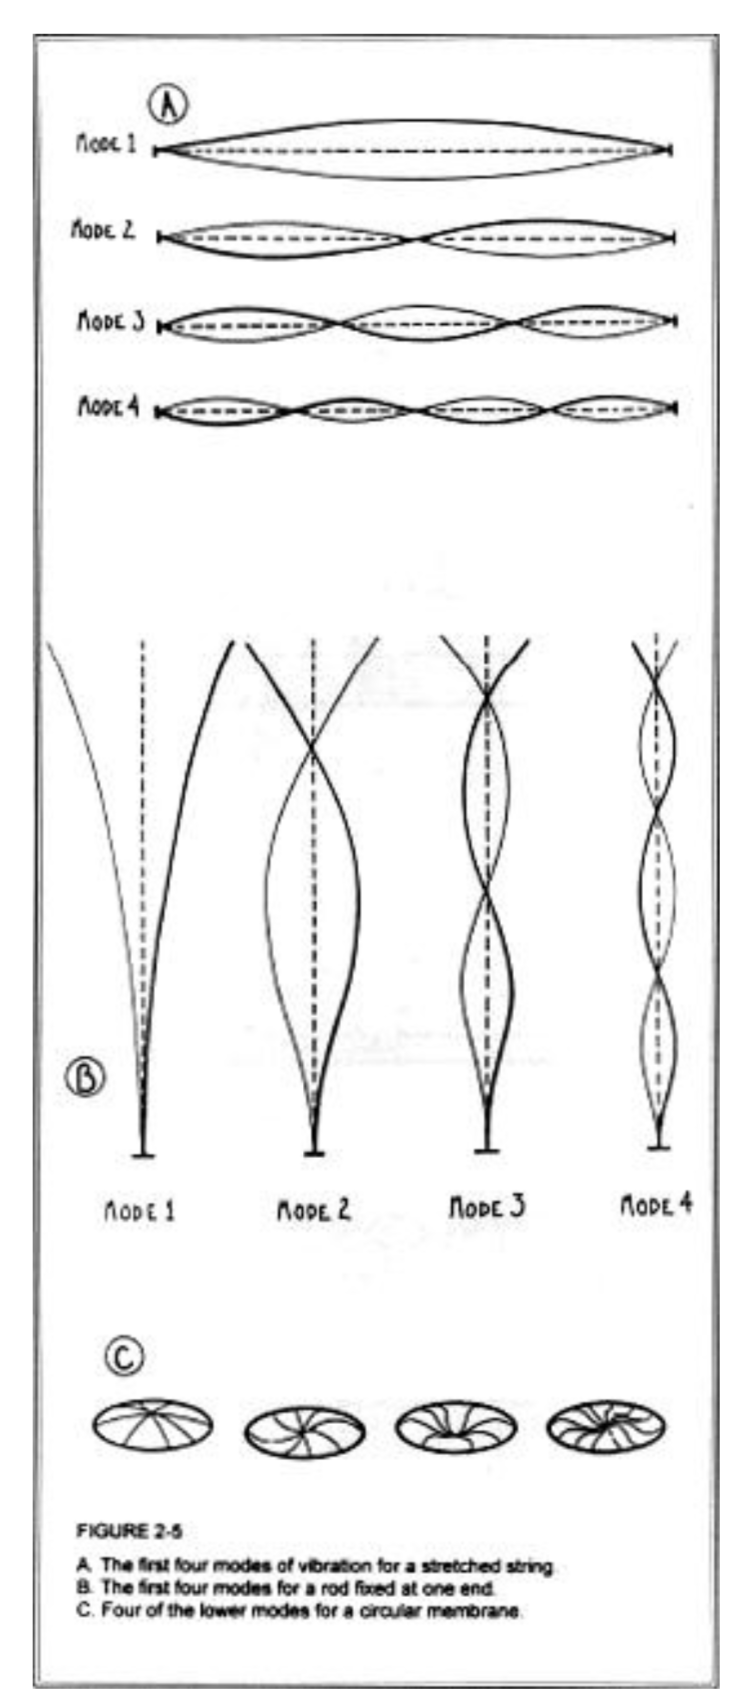 A
MODE 1
MODE 2
MODE 3
MODE 4
B
MODE 1 MODE 2 MODE 3 MODE 4
C
FIGURE 2-5
A. The first four modes of vibration for a stretched string.
B. The first four modes for a rod fixed at one end.
C. Four of the lower modes for a circular membrane.